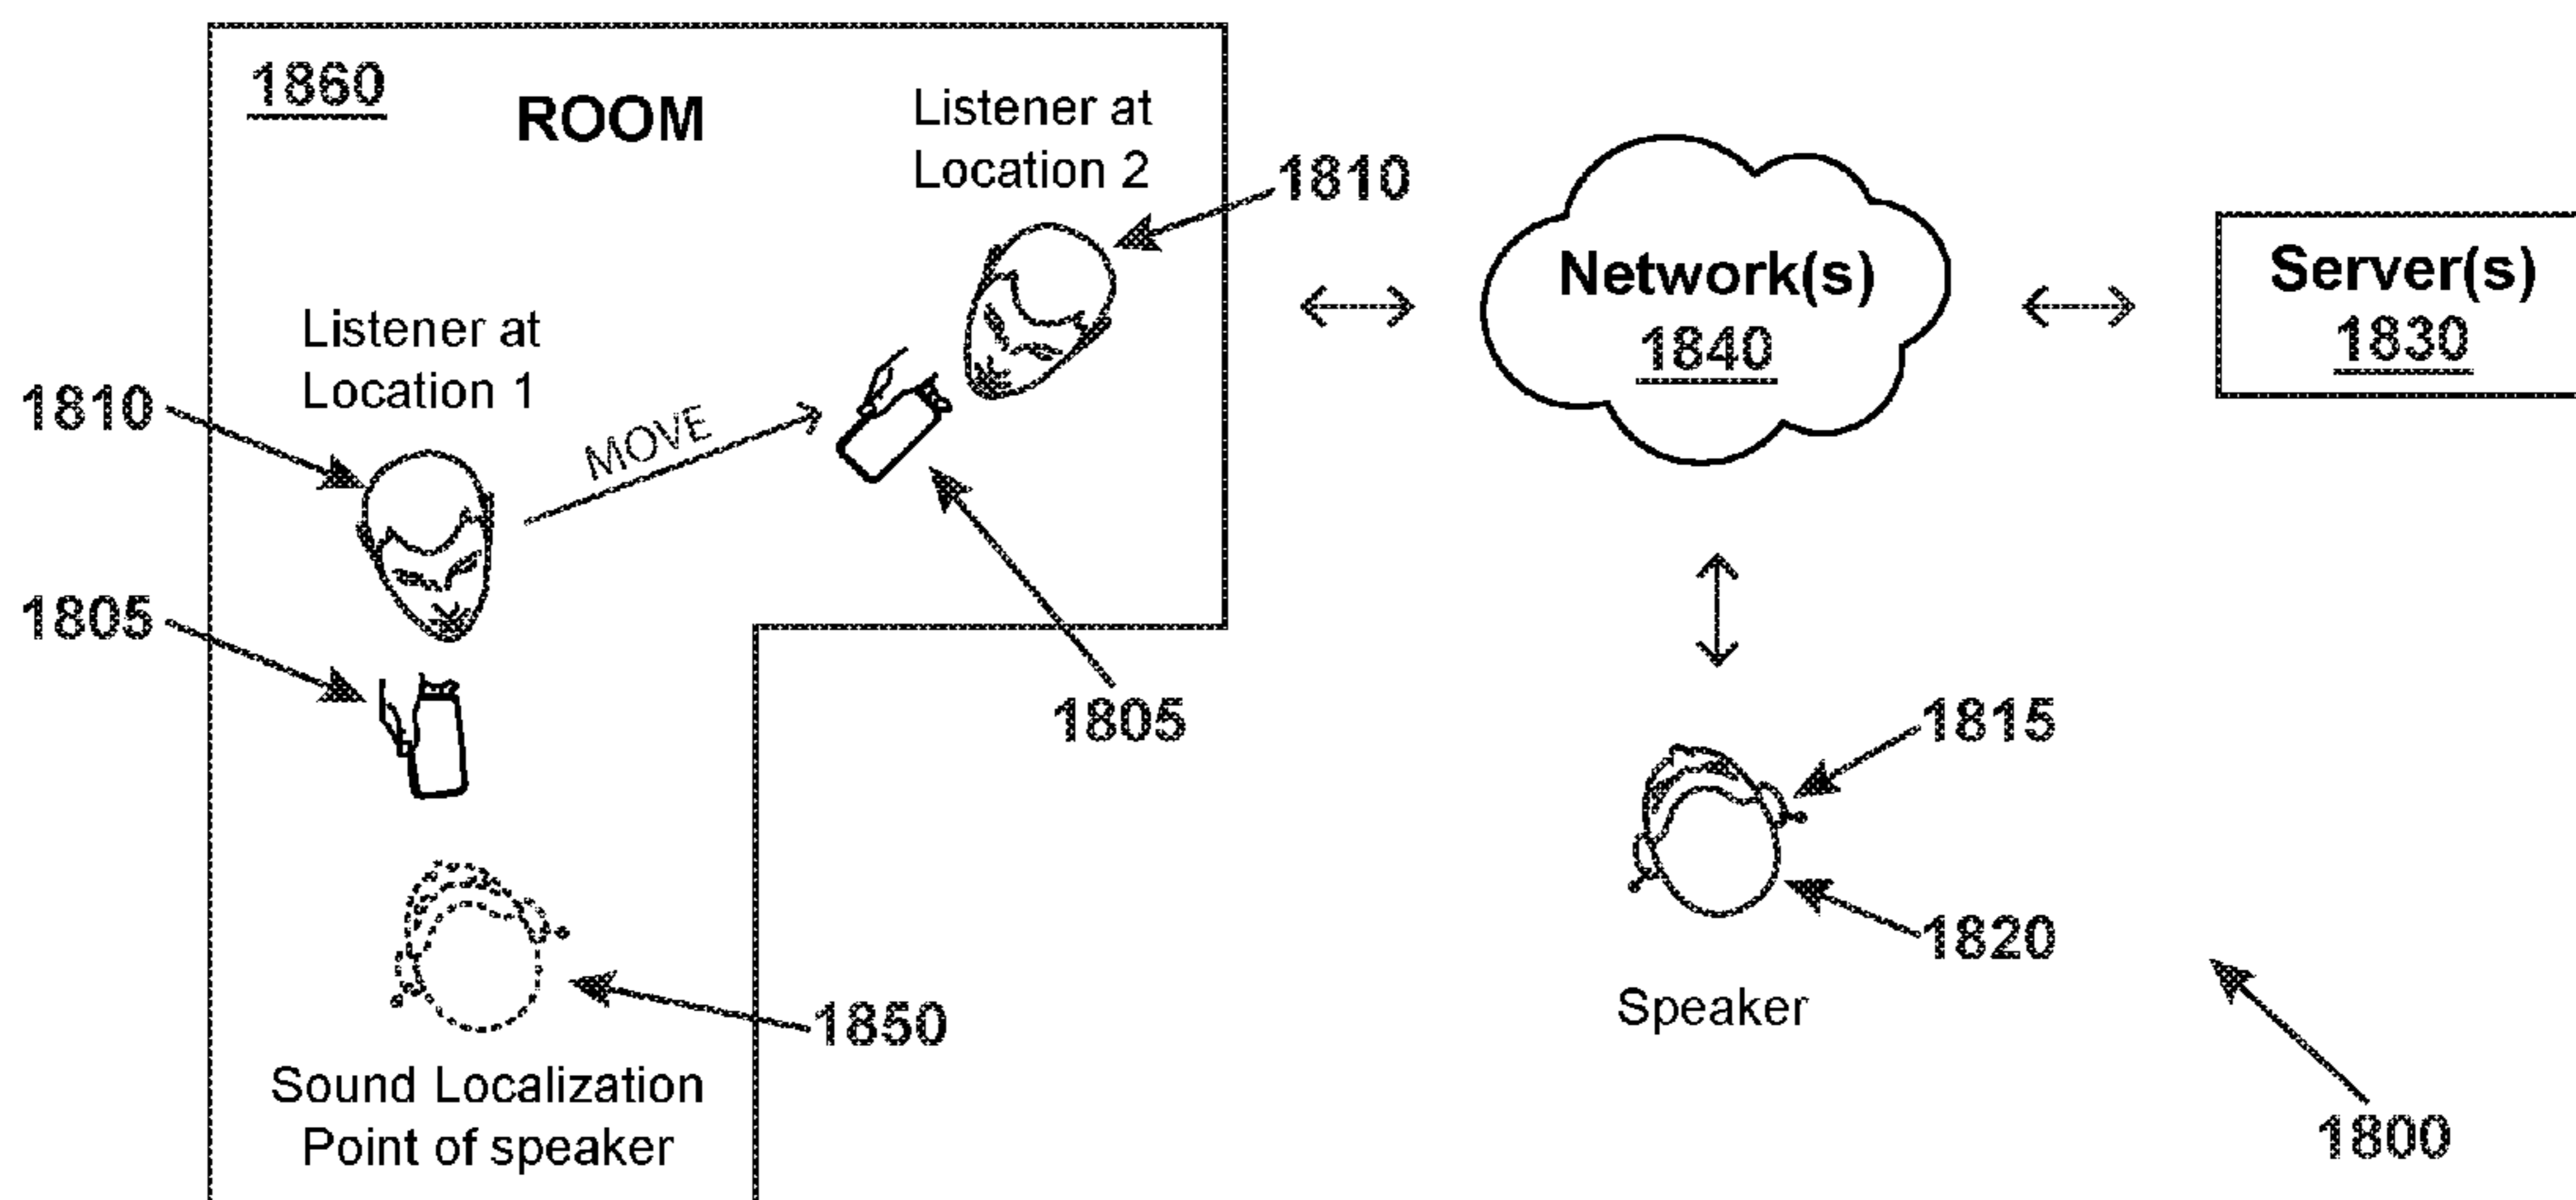 1860
ROOM
Listener at
Location 2
1810
Network(s)
1840
Server(s)
1830
Listener at
Location 1
1810
MOVE
1805
1805
1815
1820
Speaker
1850
Sound Localization
Point of speaker
1800